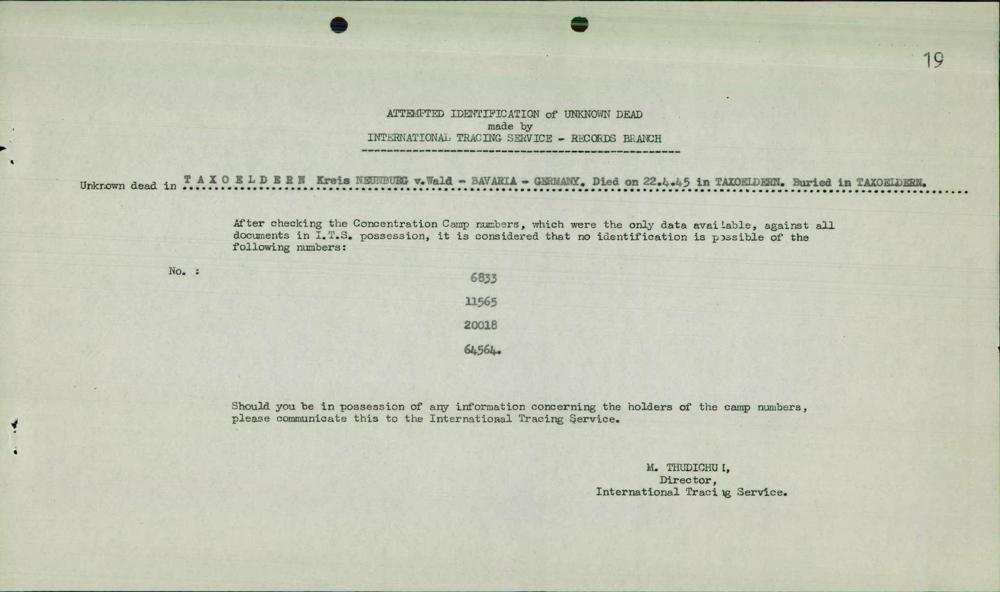 19
ATTEMPTED IDENTIFICATION of UNKNOWN DEAD
made by
INTERNATIONAL TRACING SERVICE - RECORDS BRANCH
Unknown dead in T A X O E L D E R N Kreis NEUNBURG v.Wald - BAVARIA - GERMANY. Died on 22.4.45 in TAXOELDERN. Buried in TAXOELDERN.
After checking the Concentration Camp numbers, which were the only data available, against all
documents in I.T.S. possession, it is considered that no identification is possible of the
following numbers:
No. :
6833
11565
20018
64564.
Should you be in possession of any information concerning the holders of the camp numbers,
please communicate this to the International Tracing Service.
M. THUDICHUM,
Director,
International Tracing Service.